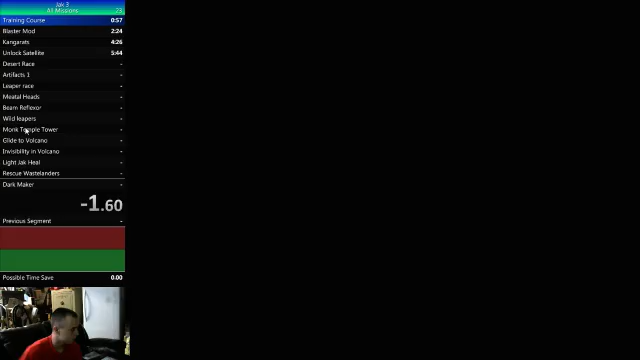 Jak 3
All Missions 23
Training Course 0:57
Blaster Mod 2:24
Kangarats 4:26
Unlock Satellite 5:44
Desert Race -
Artifacts 1 -
Leaper race -
Meatal Heads -
Beam Reflexor -
Wild leapers -
Monk Temple Tower -
Glide to Volcano -
Invisibility in Volcano -
Light Jak Heal -
Rescue Wastelanders -
Dark Maker -
-1.60
Previous Segment -
Possible Time Save 0.00